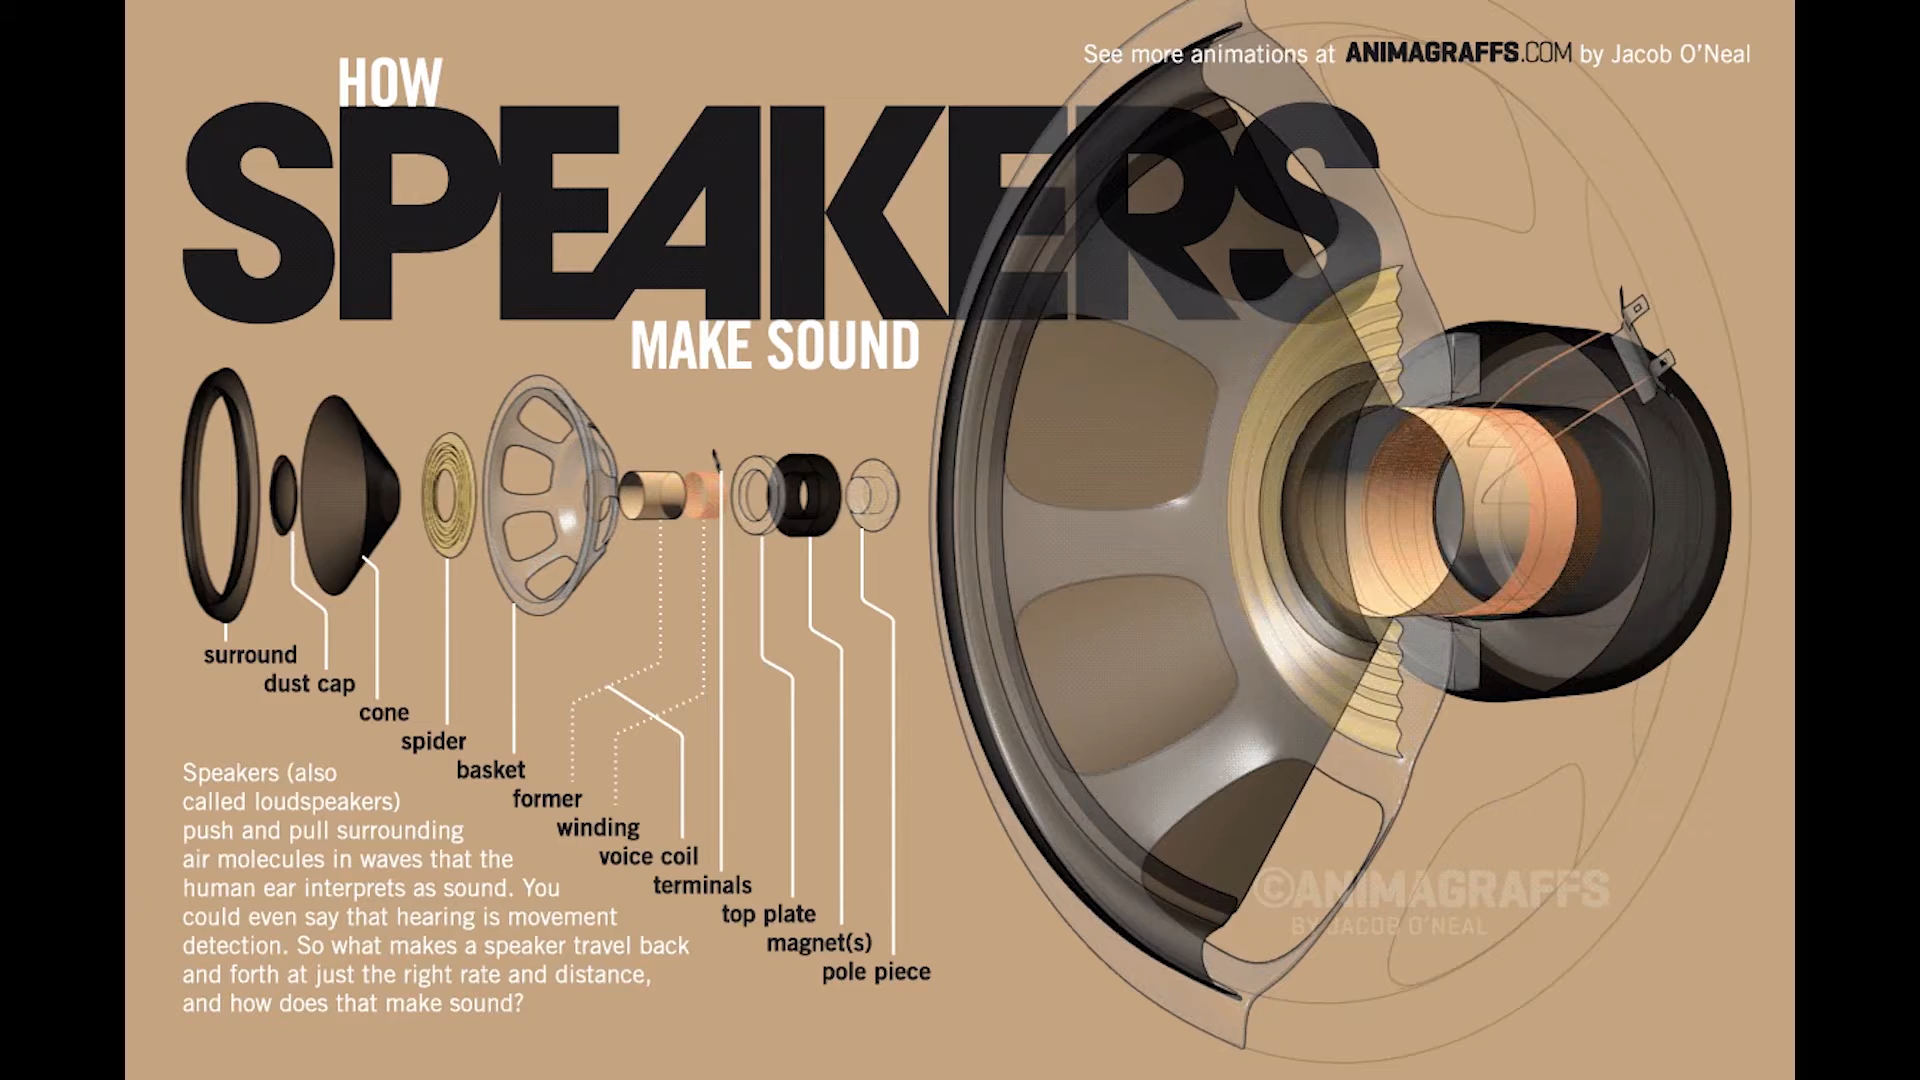 See more animations at ANIMAGRAFFS.COM by Jacob O'Neal
HOW
SPEAKERS
MAKE SOUND
surround
dust cap
cone
spider
basket
former
winding
voice coil
terminals
top plate
magnet(s)
pole piece
Speakers (also
called loudspeakers)
push and pull surrounding
air molecules in waves that the
human ear interprets as sound. You
could even say that hearing is movement
detection. So what makes a speaker travel back
and forth at just the right rate and distance,
and how does that make sound?
©ANIMAGRAFFS
BY JACOB O'NEAL